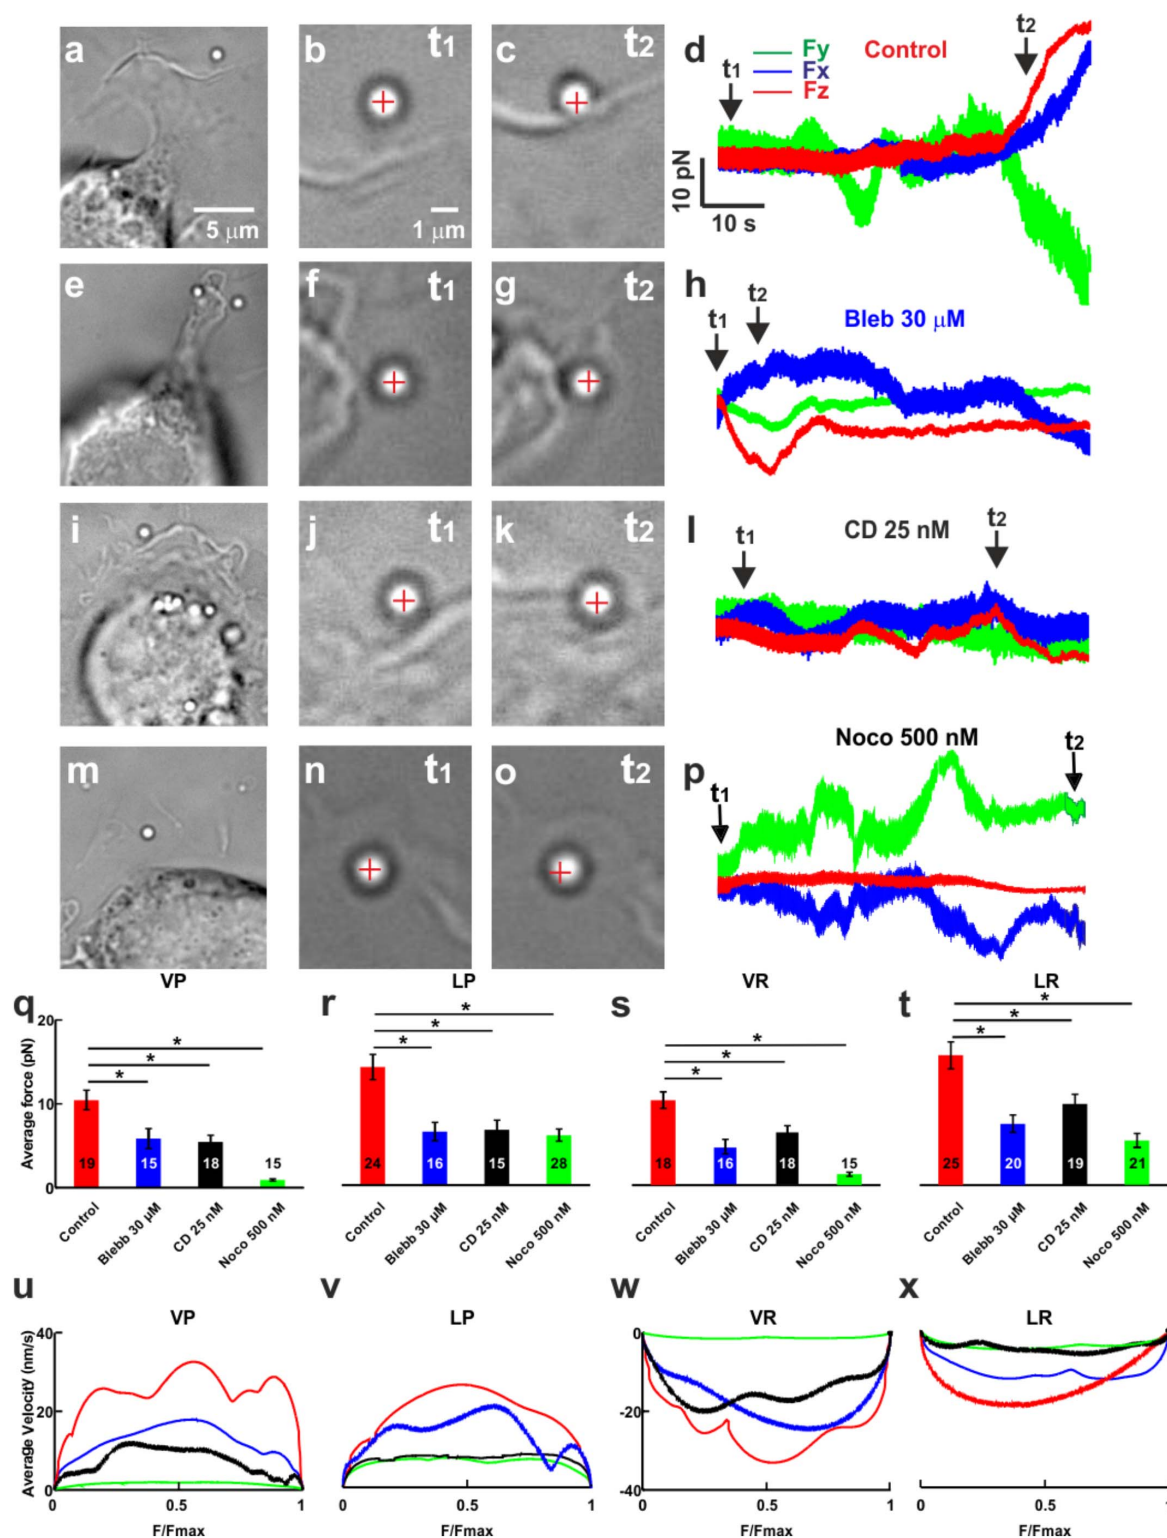 a
5 μm
b
t1
1 μm
c
t2
d
Fy
Fx
Fz
Control
t1
t2
10 pN
10 s
e
f
t1
g
t2
h
t1
t2
Bleb 30 μM
i
j
t1
k
t2
l
t1
CD 25 nM
t2
m
n
t1
o
t2
p
Noco 500 nM
t1
t2
VP
LP
VR
LR
q
r
s
t
* * *
* * *
* * *
* * *
Average force (pN)
20
10
0
19 15 18 15
24 16 15 28
18 16 18 15
25 20 19 21
Control Blebb 30 μM CD 25 nM Noco 500 nM
Control Blebb 30 μM CD 25 nM Noco 500 nM
Control Blebb 30 μM CD 25 nM Noco 500 nM
Control Blebb 30 μM CD 25 nM Noco 500 nM
u
v
w
x
VP
LP
VR
LR
Average Velocity (nm/s)
40
20
0
0
-20
-40
0 0.5 1
0 0.5 1
0 0.5 1
0 0.5 1
F/Fmax
F/Fmax
F/Fmax
F/Fmax